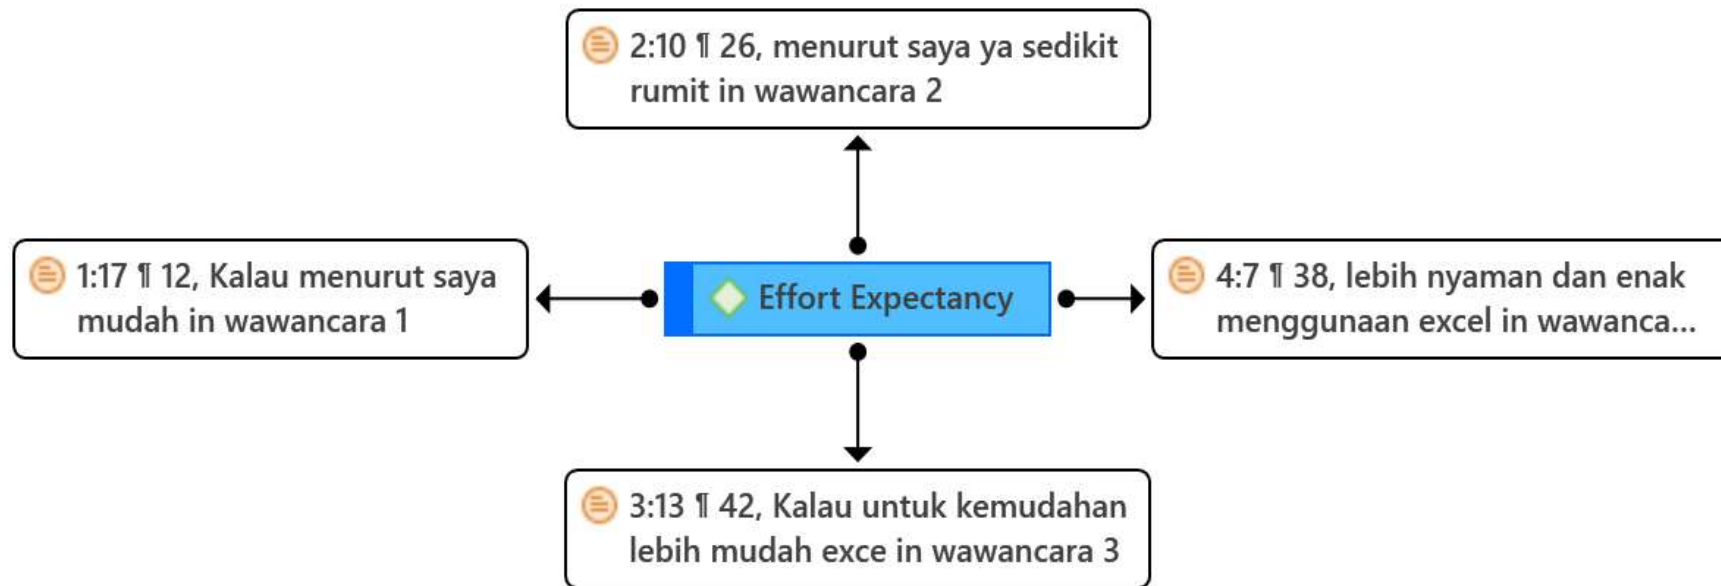 2:10 ¶ 26, menurut saya ya sedikit
rumit in wawancara 2
1:17 ¶ 12, Kalau menurut saya
mudah in wawancara 1
Effort Expectancy
4:7 ¶ 38, lebih nyaman dan enak
menggunaan excel in wawanca...
3:13 ¶ 42, Kalau untuk kemudahan
lebih mudah exce in wawancara 3